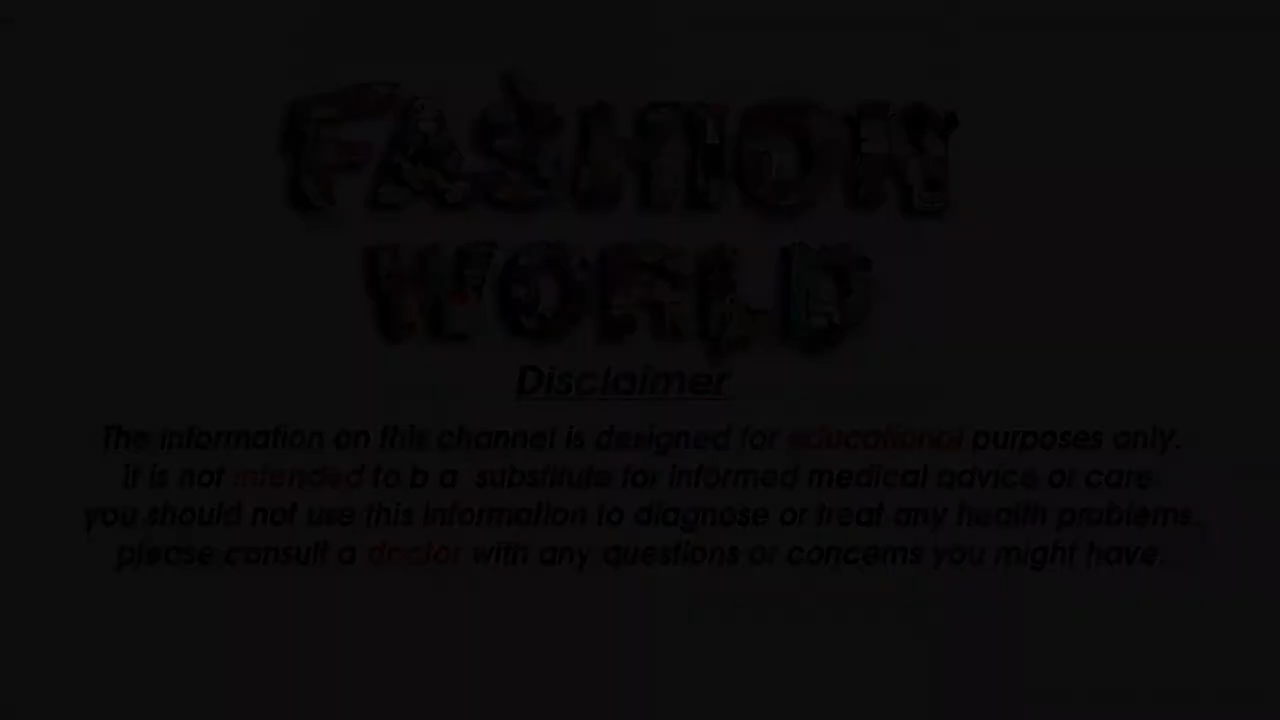 FASHION
WORLD
Disclaimer
The information on this channel is designed for educational purposes only.
It is not intended to b a substitute for informed medical advice or care.
you should not use this information to diagnose or treat any health problems,
please consult a doctor with any questions or concerns you might have.